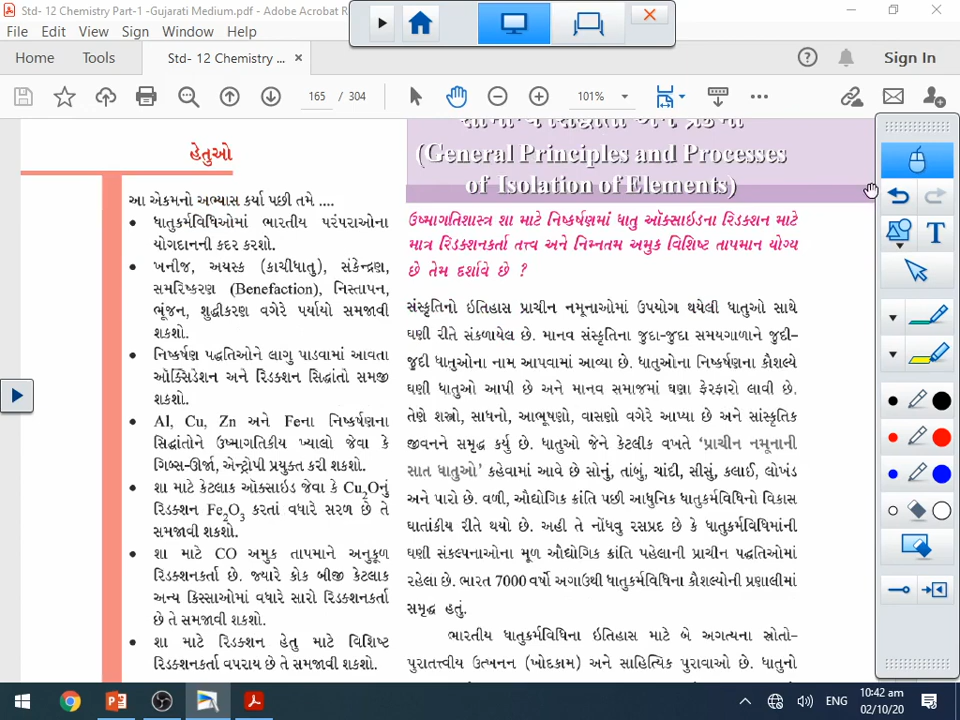 Std- 12 Chemistry Part-1 -Gujarati Medium.pdf - Adobe Acrobat R
File Edit View Sign Window Help
Home Tools Std- 12 Chemistry ... × Sign In
165 / 304 101%
(General Principles and Processes
of Isolation of Elements)
હેતુઓ
આ એકમનો અભ્યાસ કર્યા પછી તમે ....
• ધાતુકર્મવિધિઓમાં ભારતીય પરંપરાઓના
યોગદાનની કદર કરશો.
• ખનીજ, અયસ્ક (કાચીધાતુ), સંકેન્દ્રણ,
સમરિષ્કરણ (Benefaction), નિસ્તાપન,
ભૂંજન, શુદ્ધીકરણ વગેરે પર્યાયો સમજાવી
શકશો.
• નિષ્કર્ષણ પદ્ધતિઓને લાગુ પાડવામાં આવતા
ઑક્સિડેશન અને રિડક્શન સિદ્ધાંતો સમજી
શકશો.
• Al, Cu, Zn અને Feના નિષ્કર્ષણના
સિદ્ધાંતોને ઉષ્માગતિકીય ખ્યાલો જેવા કે
ગિબ્સ-ઊર્જા, એન્ટ્રોપી પ્રયુક્ત કરી શકશો.
• શા માટે કેટલાક ઑક્સાઇડ જેવા કે Cu₂Oનું
રિડક્શન Fe₂O₃ કરતાં વધારે સરળ છે તે
સમજાવી શકશો.
• શા માટે CO અમુક તાપમાને અનુકૂળ
રિડક્શનકર્તા છે. જ્યારે કોક બીજી કેટલાક
અન્ય કિસ્સાઓમાં વધારે સારો રિડક્શનકર્તા
છે તે સમજાવી શકશો.
• શા માટે રિડક્શન હેતુ માટે વિશિષ્ટ
રિડક્શનકર્તા વપરાય છે તે સમજાવી શકશો.
ઉષ્માગતિશાસ્ત્ર શા માટે નિષ્કર્ષણમાં ધાતુ ઑક્સાઇડના રિડક્શન માટે
માત્ર રિડક્શનકર્તા તત્ત્વ અને નિમ્નતમ અમુક વિશિષ્ટ તાપમાન યોગ્ય
છે તેમ દર્શાવે છે ?
સંસ્કૃતિનો ઇતિહાસ પ્રાચીન નમૂનાઓમાં ઉપયોગ થયેલી ધાતુઓ સાથે
ઘણી રીતે સંકળાયેલ છે. માનવ સંસ્કૃતિના જુદા-જુદા સમયગાળાને જુદી-
જુદી ધાતુઓના નામ આપવામાં આવ્યા છે. ધાતુઓના નિષ્કર્ષણના કૌશલ્યે
ઘણી ધાતુઓ આપી છે અને માનવ સમાજમાં ઘણા ફેરફારો લાવી છે.
તેણે શસ્ત્રો, સાધનો, આભૂષણો, વાસણો વગેરે આપ્યા છે અને સાંસ્કૃતિક
જીવનને સમૃદ્ધ કર્યુ છે. ધાતુઓ જેને કેટલીક વખતે ‘પ્રાચીન નમૂનાની
સાત ધાતુઓ’ કહેવામાં આવે છે સોનું, તાંબું, ચાંદી, સીસું, કલાઈ, લોખંડ
અને પારો છે. વળી, ઔદ્યોગિક ક્રાંતિ પછી આધુનિક ધાતુકર્મવિધિનો વિકાસ
ઘાતાંકીય રીતે થયો છે. અહી તે નોંધવુ રસપ્રદ છે કે ધાતુકર્મવિધિમાંની
ઘણી સંકલ્પનાઓના મૂળ ઔદ્યોગિક ક્રાંતિ પહેલાની પ્રાચીન પદ્ધતિઓમાં
રહેલા છે. ભારત 7000 વર્ષો અગાઉથી ધાતુકર્મવિધિના કૌશલ્યોની પ્રણાલીમાં
સમૃદ્ધ હતું.
ભારતીય ધાતુકર્મવિધિના ઇતિહાસ માટે બે અગત્યના સ્રોતો-
પુરાતત્ત્વીય ઉત્ખનન (ખોદકામ) અને સાહિત્યિક પુરાવાઓ છે. ધાતુનો
T
ENG
10:42 am
02/10/20